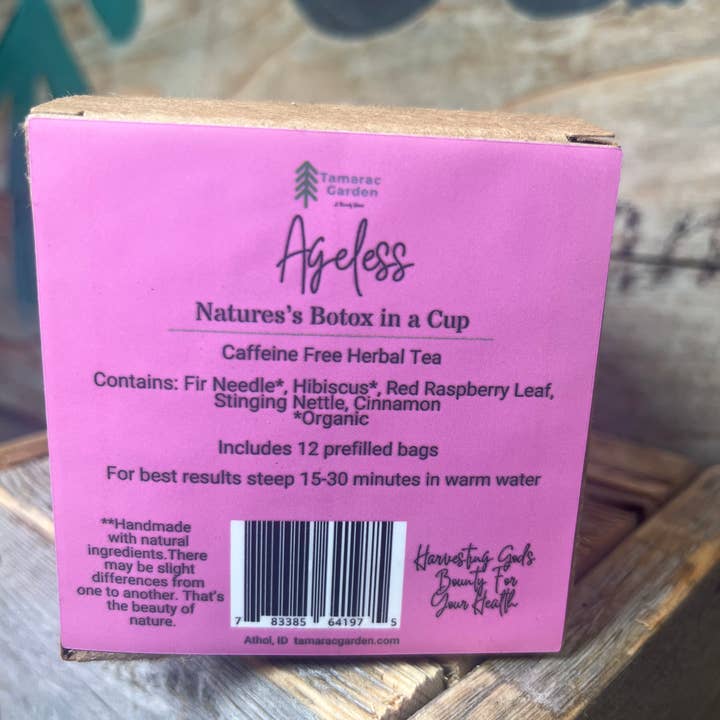 Tamarac
Garden
Ageless
Natures's Botox in a Cup
Caffeine Free Herbal Tea
Contains: Fir Needle*, Hibiscus*, Red Raspberry Leaf,
Stinging Nettle, Cinnamon
*Organic
Includes 12 prefilled bags
For best results steep 15-30 minutes in warm water
**Handmade
with natural
ingredients.There
may be slight
differences from
one to another. That's
the beauty of
nature.
7 83385 64197 5
Harvesting God's
Bounty For
Your Health
Athol, ID tamaracgarden.com